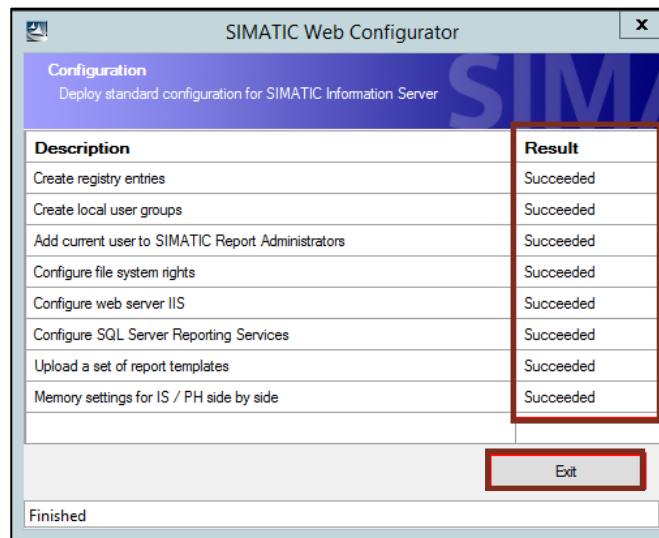 SIMATIC Web Configurator
x
Configuration
Deploy standard configuration for SIMATIC Information Server
SIMA
Description Result
Create registry entries Succeeded
Create local user groups Succeeded
Add current user to SIMATIC Report Administrators Succeeded
Configure file system rights Succeeded
Configure web server IIS Succeeded
Configure SQL Server Reporting Services Succeeded
Upload a set of report templates Succeeded
Memory settings for IS / PH side by side Succeeded
Exit
Finished